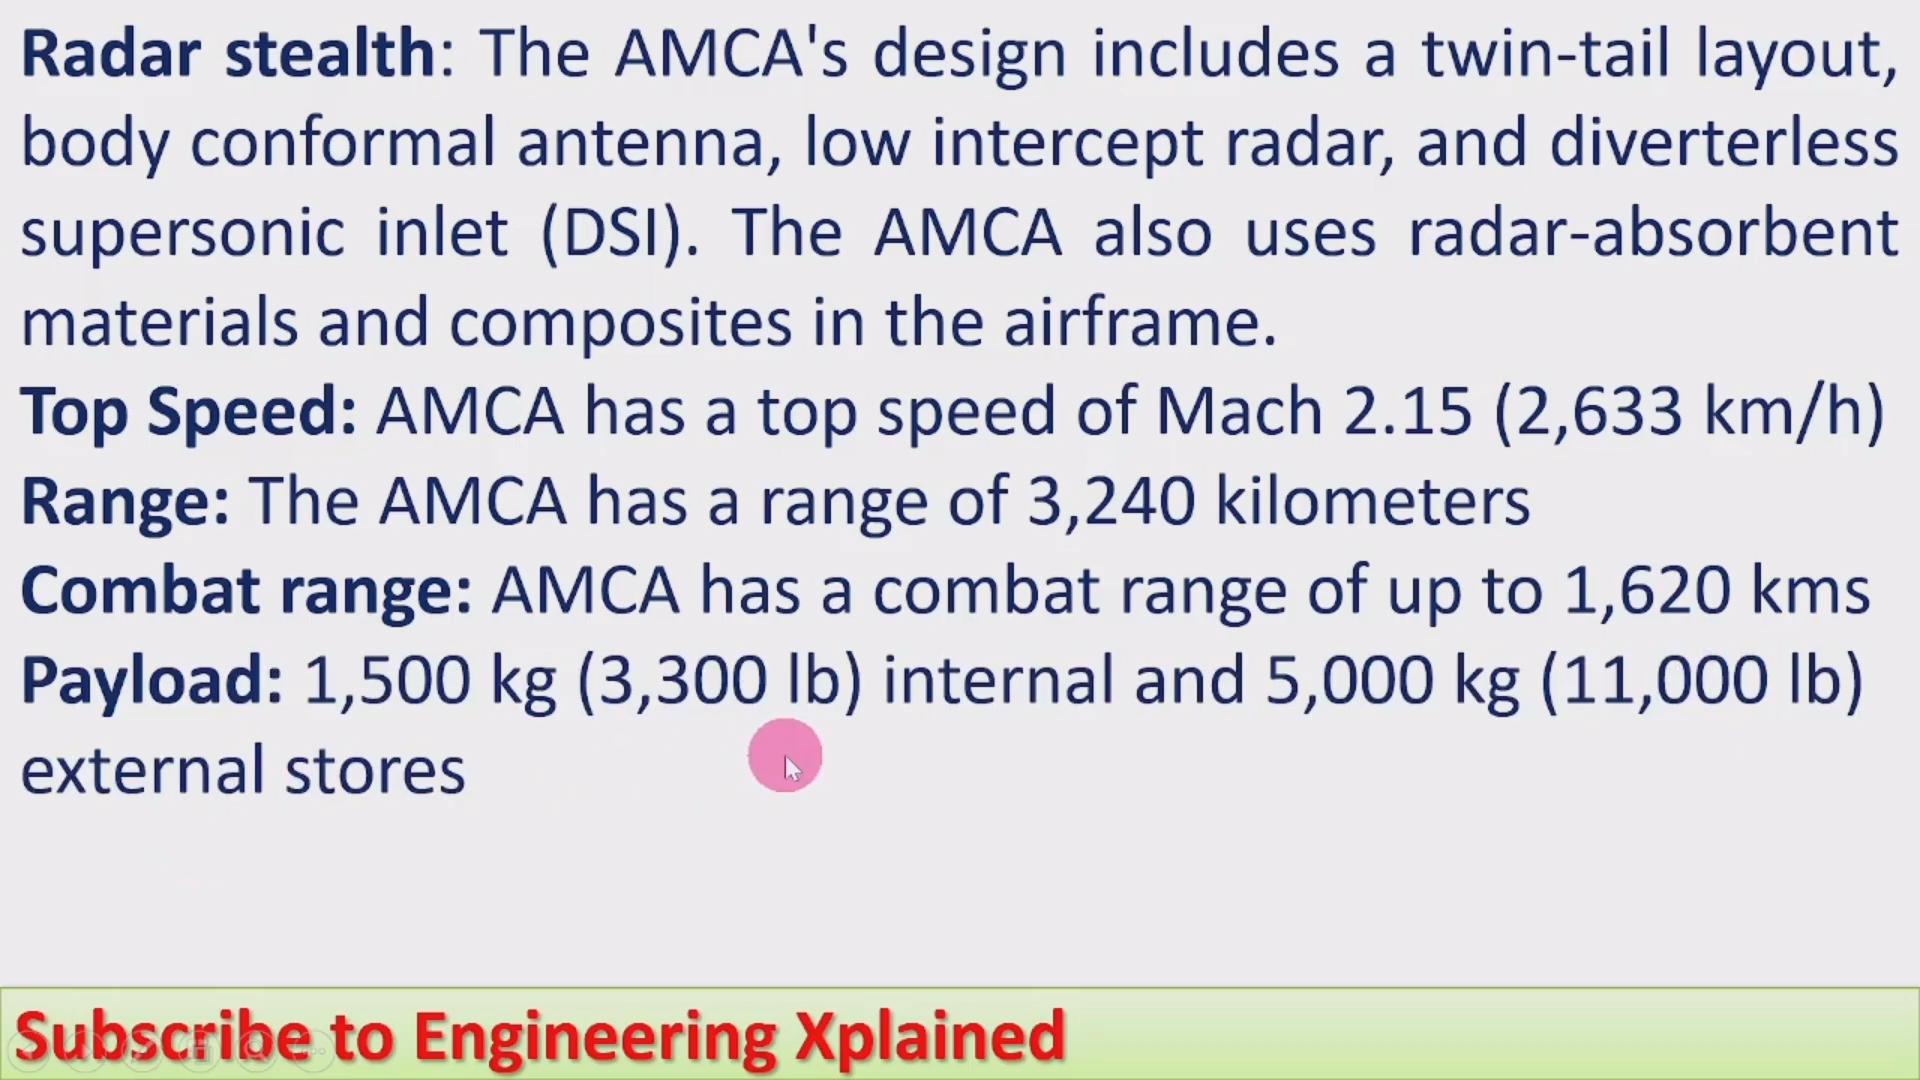 Radar stealth: The AMCA's design includes a twin-tail layout,
body conformal antenna, low intercept radar, and diverterless
supersonic inlet (DSI). The AMCA also uses radar-absorbent
materials and composites in the airframe.
Top Speed: AMCA has a top speed of Mach 2.15 (2,633 km/h)
Range: The AMCA has a range of 3,240 kilometers
Combat range: AMCA has a combat range of up to 1,620 kms
Payload: 1,500 kg (3,300 lb) internal and 5,000 kg (11,000 lb)
external stores
Subscribe to Engineering Xplained